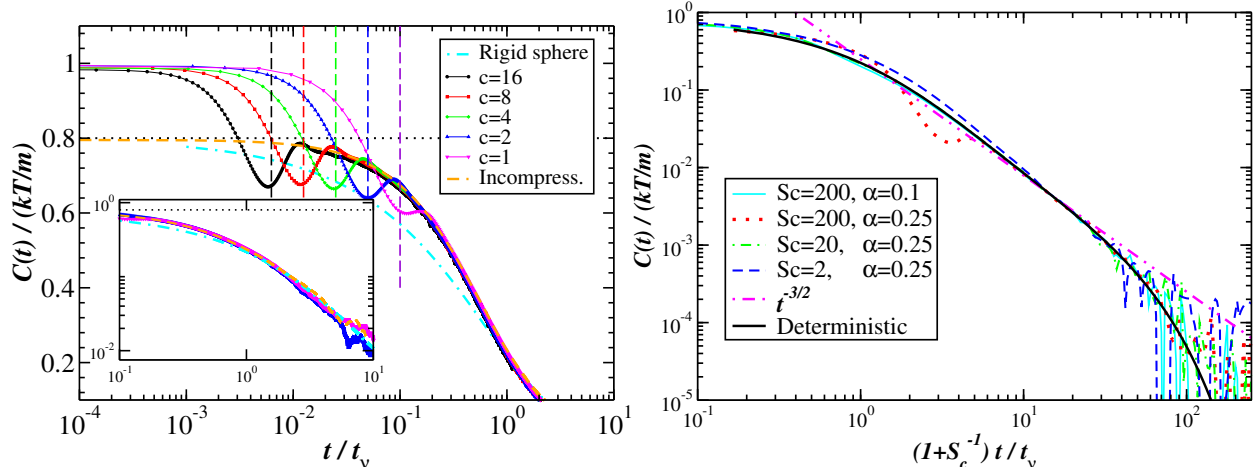 C(t) / (kT/m)
1
0.8
0.6
0.4
0.2
Rigid sphere
c=16
c=8
c=4
c=2
c=1
Incompress.
10^0
10^-2
10^-1
10^0
10^1
10^-4
10^-3
10^-2
10^-1
10^0
10^1
t / t_ν
C(t) / (kT/m)
10^0
10^-1
10^-2
10^-3
10^-4
10^-5
Sc=200, α=0.1
Sc=200, α=0.25
Sc=20, α=0.25
Sc=2, α=0.25
t^-3/2
Deterministic
10^-1
10^0
10^1
10^2
(1+S_c^-1) t / t_ν